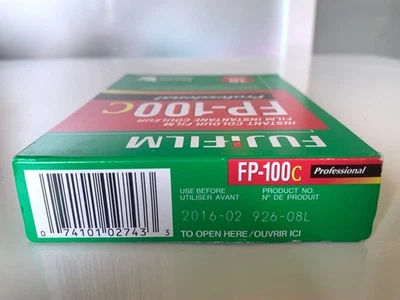 FUJIFILM
INSTANT COLOUR FILM
FILM INSTANTANÉ COULEUR
FP-100C
Professional
FP-100C Professional
USE BEFORE
UTILISER AVANT
PRODUCT NO.
N° DE PRODUIT
2016-02 926-08L
TO OPEN HERE/OUVRIR ICI
0 74101 02743 3